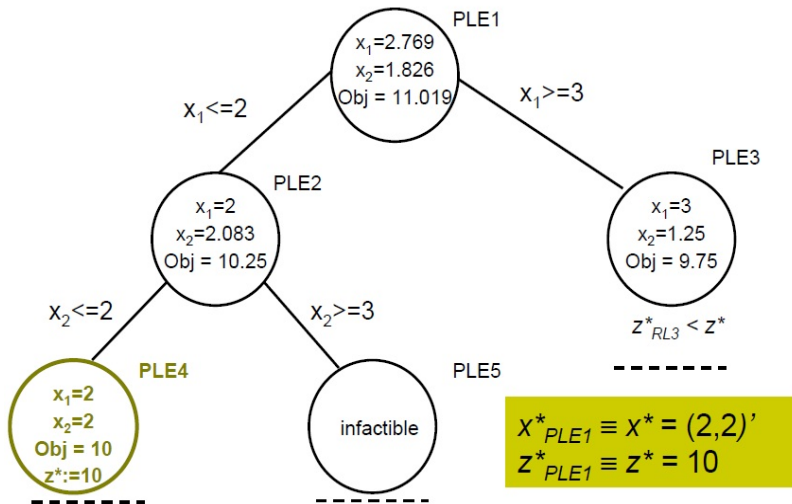 PLE1
x₁=2.769
x₂=1.826
Obj = 11.019
x₁<=2
x₁>=3
PLE2
x₁=2
x₂=2.083
Obj = 10.25
PLE3
x₁=3
x₂=1.25
Obj = 9.75
z*RL3 < z*
x₂<=2
x₂>=3
PLE4
x₁=2
x₂=2
Obj = 10
z*:=10
PLE5
infactible
x*PLE1 ≡ x* = (2,2)’
z*PLE1 ≡ z* = 10